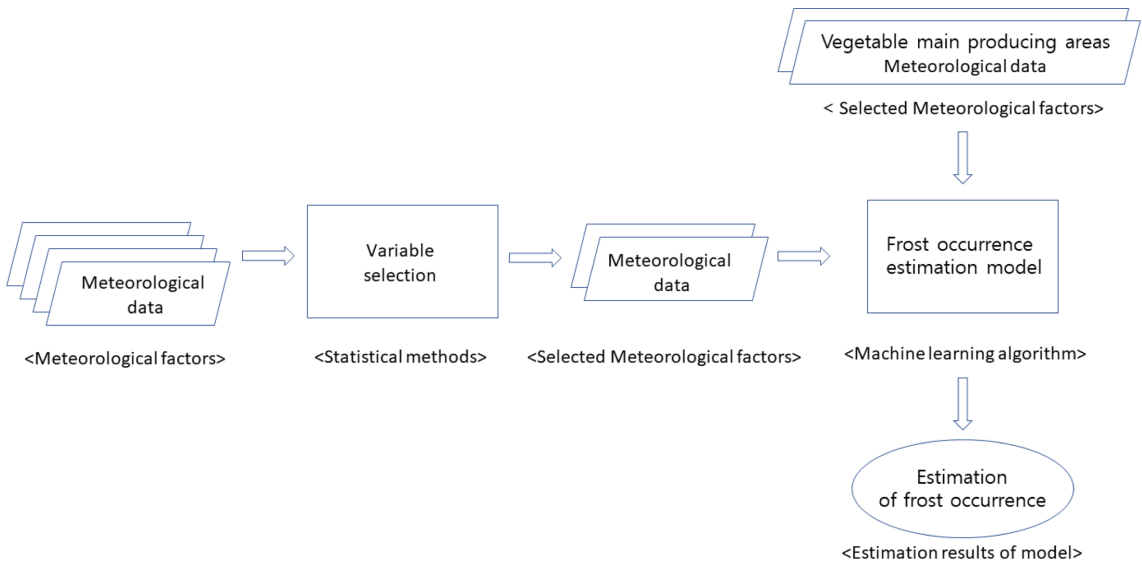 Vegetable main producing areas
Meteorological data
< Selected Meteorological factors>
Meteorological
data
<Meteorological factors>
Variable
selection
<Statistical methods>
Meteorological
data
<Selected Meteorological factors>
Frost occurrence
estimation model
<Machine learning algorithm>
Estimation
of frost occurrence
<Estimation results of model>